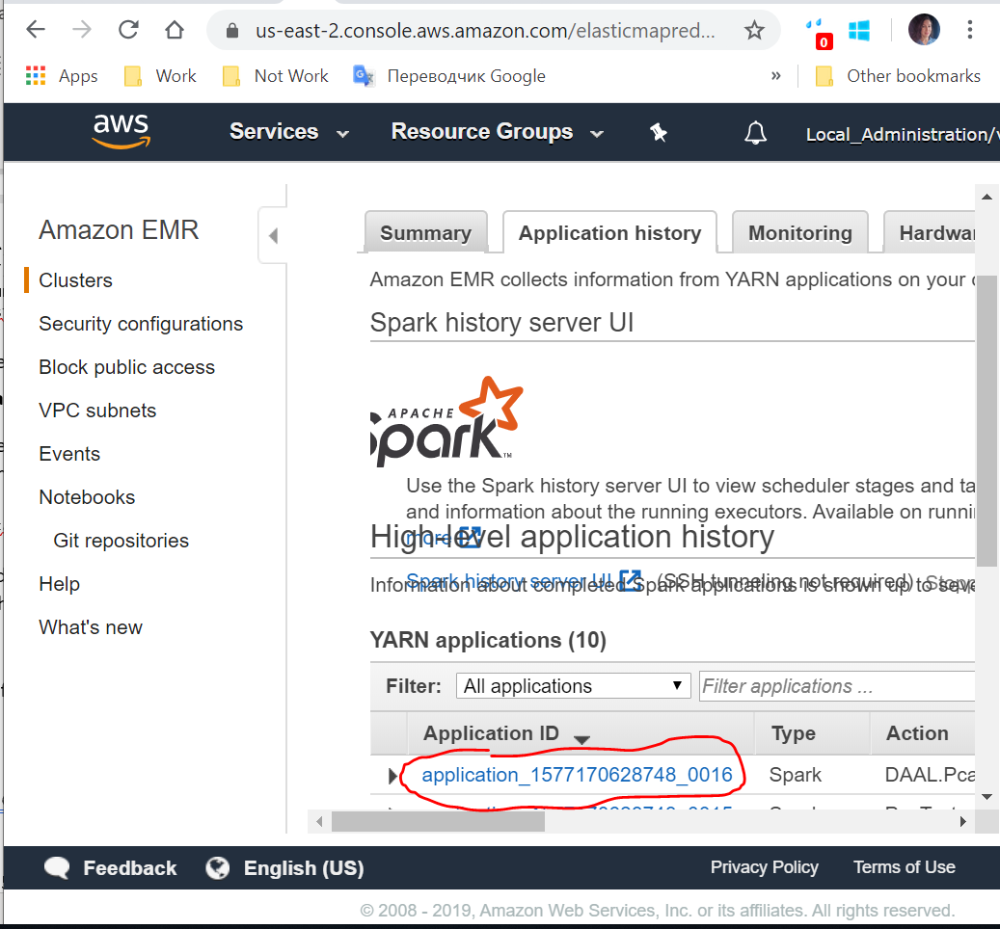 us-east-2.console.aws.amazon.com/elasticmapred...
0
Apps Work Not Work Переводчик Google » Other bookmarks
aws Services Resource Groups Local_Administration/
Amazon EMR
Clusters
Security configurations
Block public access
VPC subnets
Events
Notebooks
Git repositories
Help
What's new
Summary Application history Monitoring Hardwar
Amazon EMR collects information from YARN applications on your
Spark history server UI
APACHE
Spark™
Use the Spark history server UI to view scheduler stages and ta
and information about the running executors. Available on runni
more
High-level application history
Spark history server UI (SSH tunneling not required)
Information about completed Spark applications is shown up to seve
YARN applications (10)
Filter: All applications Filter applications ...
Application ID Type Action
application_1577170628748_0016 Spark DAAL.Pca
Feedback English (US) Privacy Policy Terms of Use
© 2008 - 2019, Amazon Web Services, Inc. or its affiliates. All rights reserved.